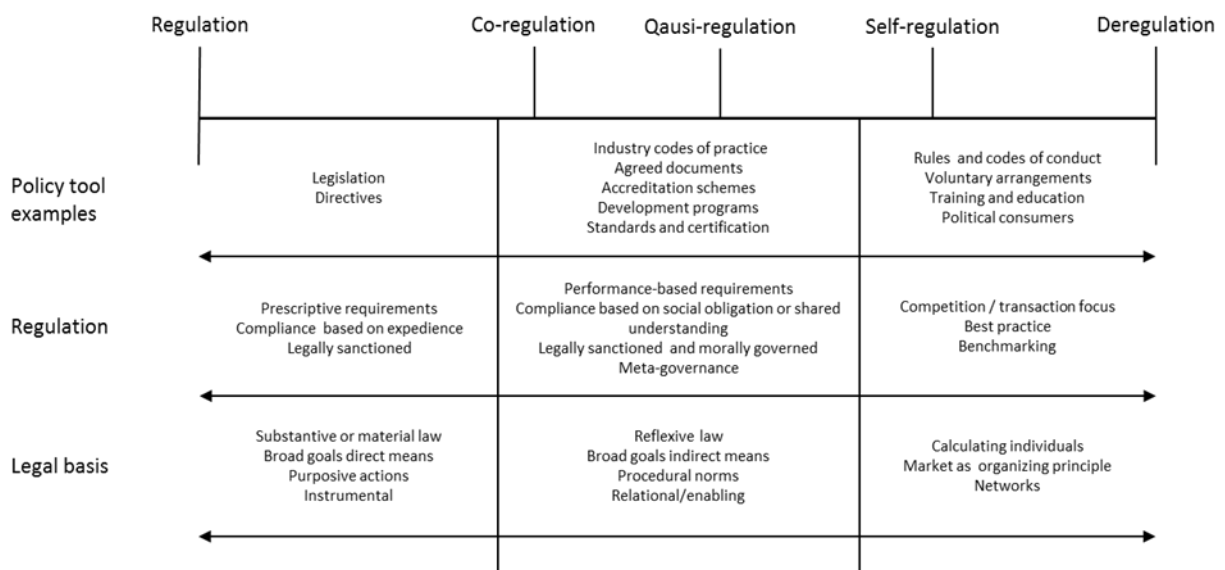 Regulation
Co-regulation
Qausi-regulation
Self-regulation
Deregulation
Policy tool
examples
Legislation
Directives
Industry codes of practice
Agreed documents
Accreditation schemes
Development programs
Standards and certification
Rules and codes of conduct
Voluntary arrangements
Training and education
Political consumers
Regulation
Prescriptive requirements
Compliance based on expedience
Legally sanctioned
Performance-based requirements
Compliance based on social obligation or shared
understanding
Legally sanctioned and morally governed
Meta-governance
Competition / transaction focus
Best practice
Benchmarking
Legal basis
Substantive or material law
Broad goals direct means
Purposive actions
Instrumental
Reflexive law
Broad goals indirect means
Procedural norms
Relational/enabling
Calculating individuals
Market as organizing principle
Networks